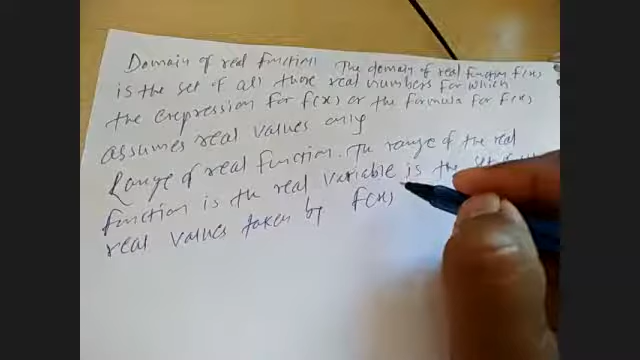 Domain of real function. The domain of real function f(x)
is the set of all those real numbers for which
the expression for f(x) or the formula for f(x)
assumes real values only
Range of real function. The range of the real
function is the real variable is the set of
real values taken by f(x)